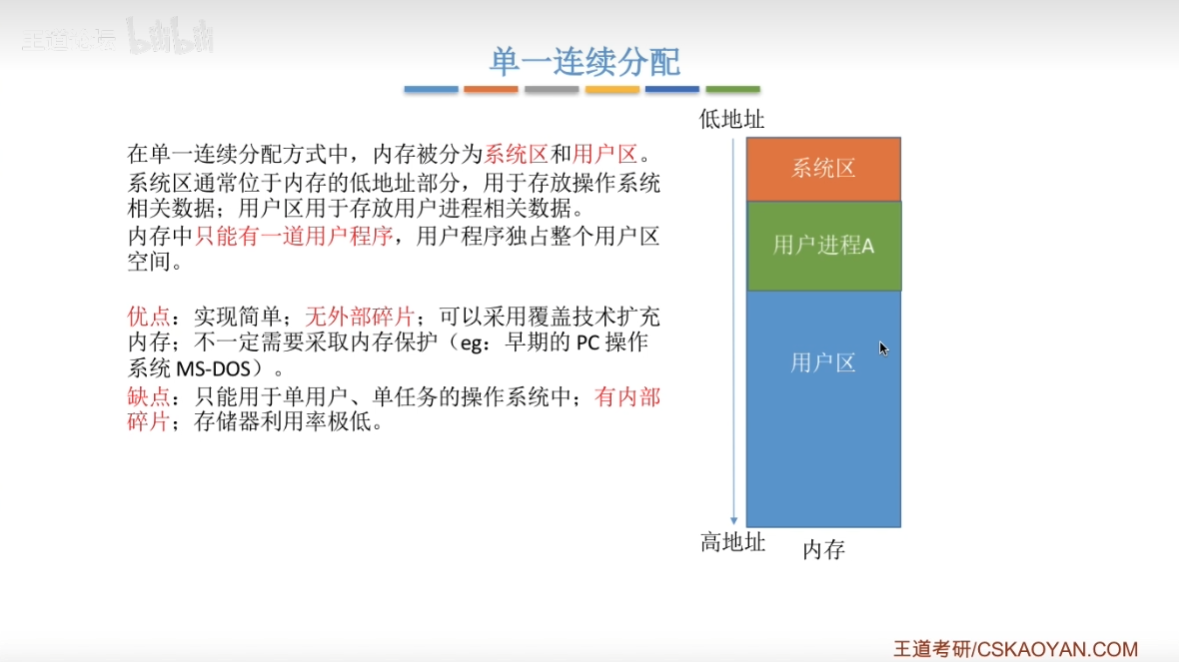 王道论坛 bilibili
单一连续分配
在单一连续分配方式中，内存被分为系统区和用户区。
系统区通常位于内存的低地址部分，用于存放操作系统
相关数据；用户区用于存放用户进程相关数据。
内存中只能有一道用户程序，用户程序独占整个用户区
空间。
优点：实现简单；无外部碎片；可以采用覆盖技术扩充
内存；不一定需要采取内存保护（eg：早期的 PC 操作
系统 MS-DOS）。
缺点：只能用于单用户、单任务的操作系统中；有内部
碎片；存储器利用率极低。
低地址
系统区
用户进程A
用户区
高地址
内存
王道考研/CSKAOYAN.COM